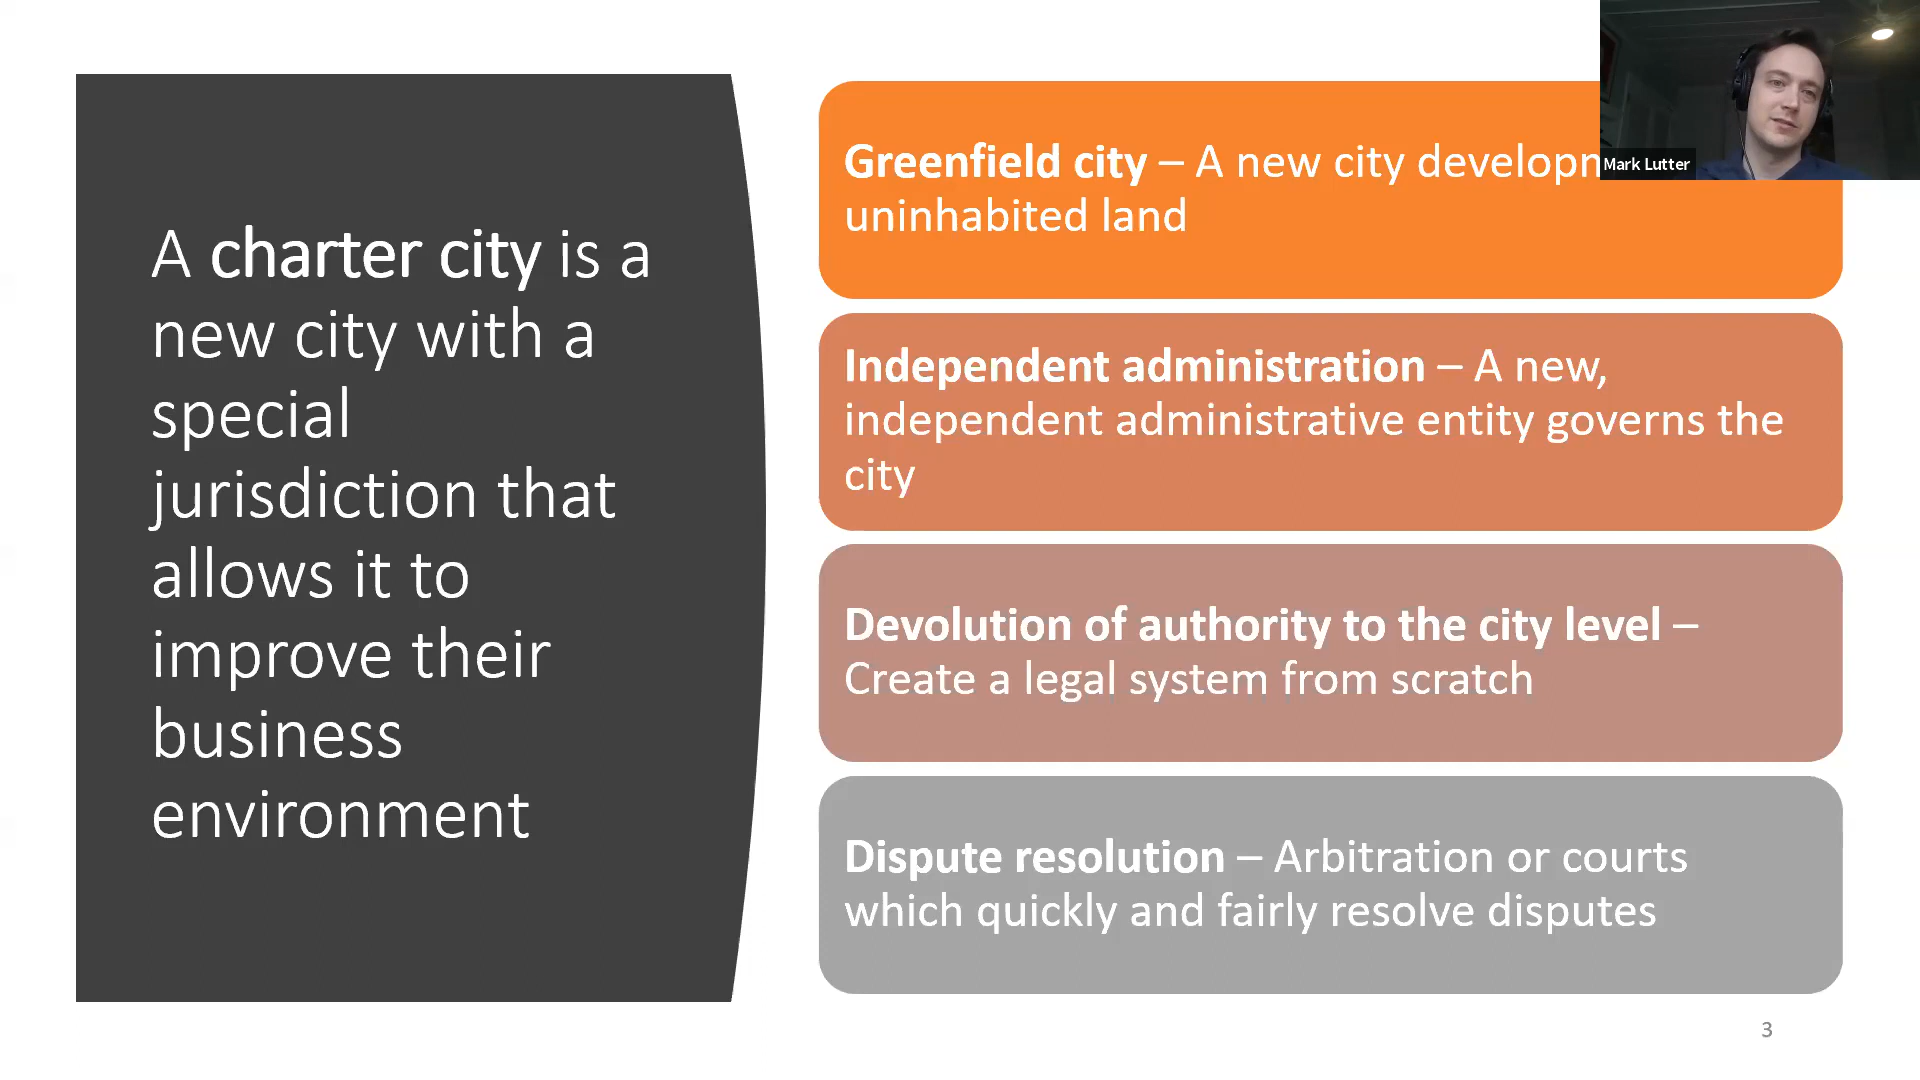 A charter city is a
new city with a
special
jurisdiction that
allows it to
improve their
business
environment
Greenfield city – A new city
uninhabited land
Independent administration – A new,
independent administrative entity governs the
city
Devolution of authority to the city level –
Create a legal system from scratch
Dispute resolution – Arbitration or courts
which quickly and fairly resolve disputes
Mark Lutter
3